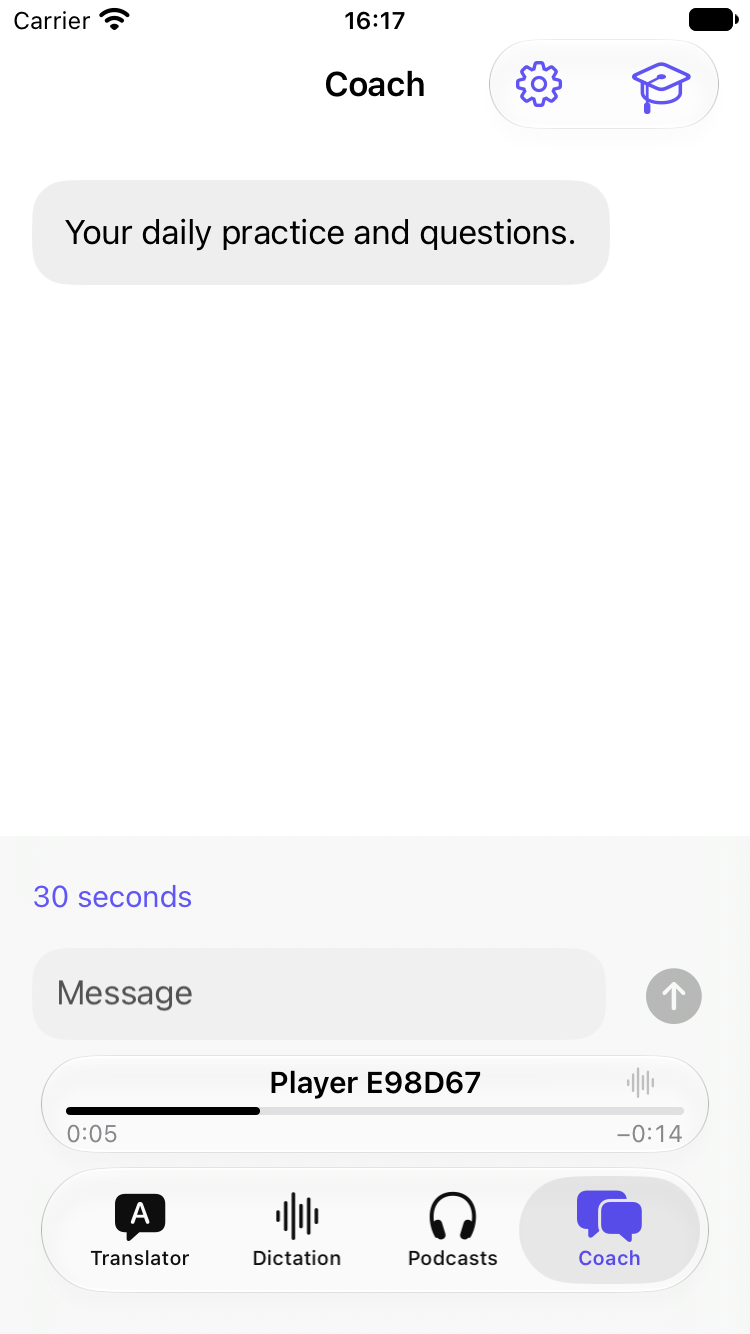 Carrier 16:17
Coach
Your daily practice and questions.
30 seconds
Message
Player E98D67
0:05 −0:14
A
Translator Dictation Podcasts Coach